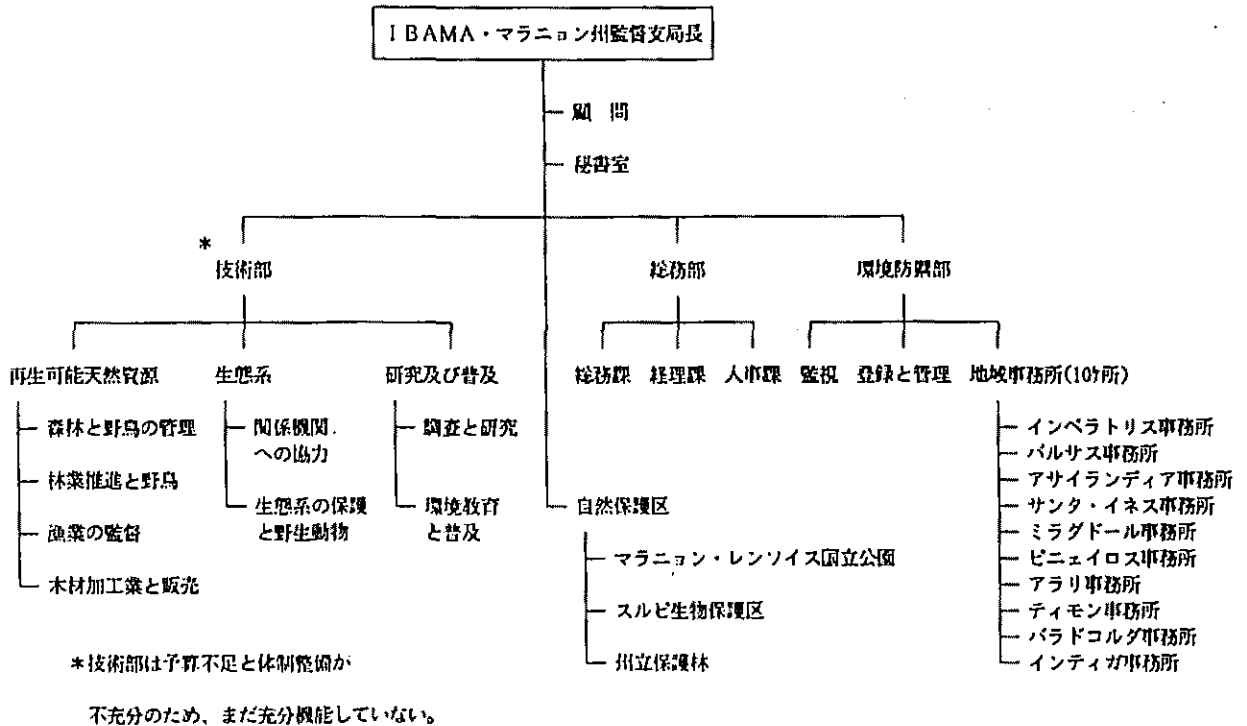 IBAMA・マラニョン州監督支局長
顧 問
秘書室
*
技術部
総務部
環境防禦部
再生可能天然資源
生態系
研究及び普及
総務課
経理課
人事課
監視
登録と管理
地域事務所(10ヶ所)
森林と野鳥の管理
林業推進と野鳥
漁業の監督
木材加工業と販売
関係機関
への協力
生態系の保護
と野生動物
調査と研究
環境教育
と普及
自然保護区
マラニョン・レンソイス国立公園
スルビ生物保護区
州立保護林
インペラトリス事務所
バルサス事務所
アサイランディア事務所
サンタ・イネス事務所
ミラグドール事務所
ピニェイロス事務所
アラリ事務所
ティモン事務所
バラドコルダ事務所
インティガ事務所
*技術部は予算不足と体制整備が
不充分のため、まだ充分機能していない。